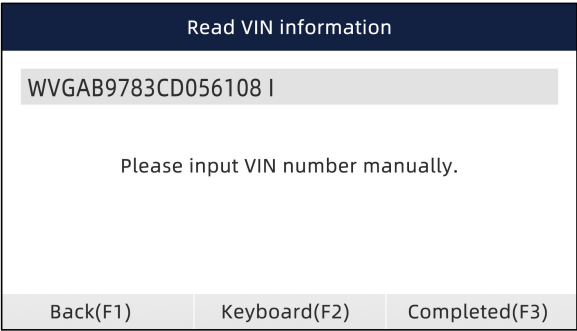 Read VIN information
WVGAB9783CD056108 I
Please input VIN number manually.
Back(F1) Keyboard(F2) Completed(F3)